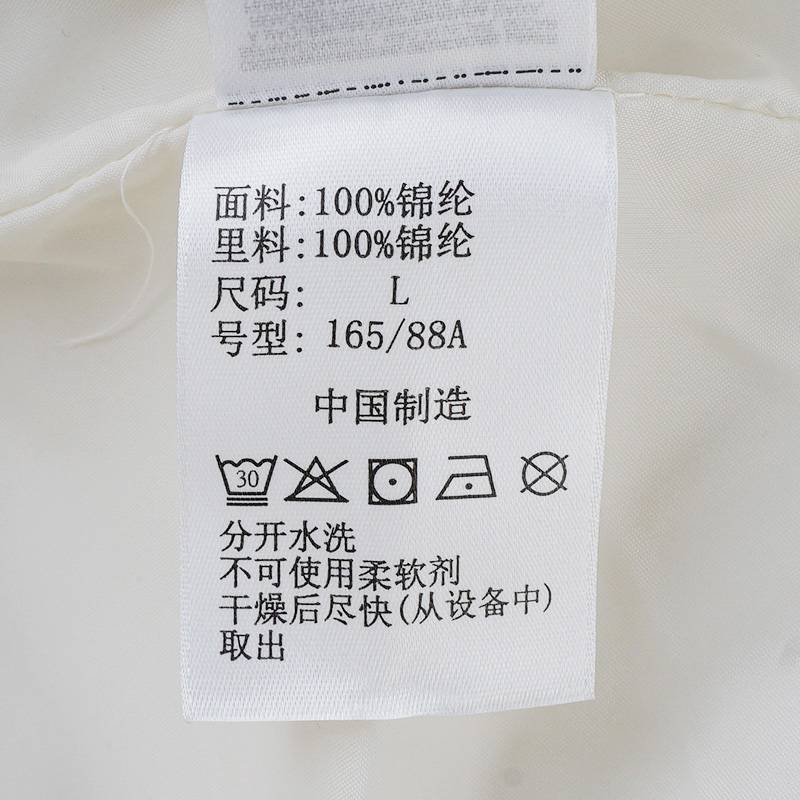 面料:100%锦纶
里料:100%锦纶
尺码: L
号型: 165/88A
中国制造
30
分开水洗
不可使用柔软剂
干燥后尽快(从设备中)
取出